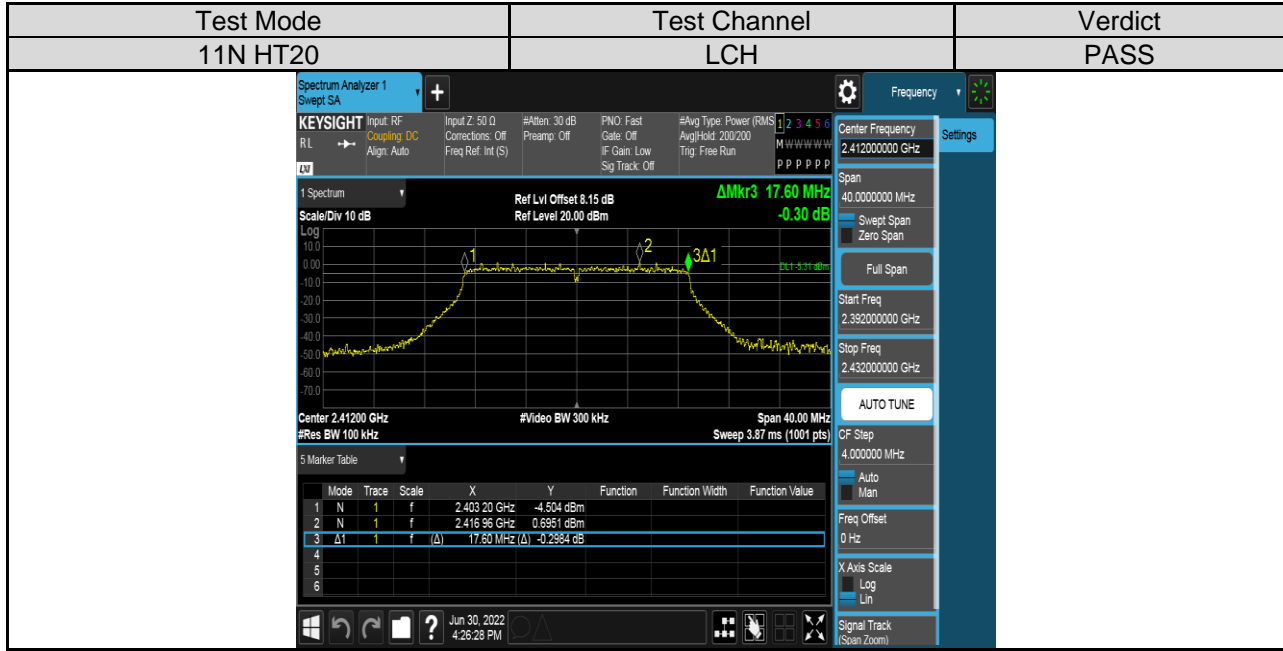 Test Mode Test Channel Verdict
11N HT20 LCH PASS
Spectrum Analyzer 1
Swept SA
+
Frequency
KEYSIGHT
RL
LXI
Input: RF
Coupling: DC
Align: Auto
Input Z: 50 Ω
Corrections: Off
Freq Ref: Int (S)
#Atten: 30 dB
Preamp: Off
PNO: Fast
Gate: Off
IF Gain: Low
Sig Track: Off
#Avg Type: Power (RMS
Avg|Hold: 200/200
Trig: Free Run
1 2 3 4 5 6
M W W W W W
P P P P P P
1 Spectrum
Scale/Div 10 dB
Ref Lvl Offset 8.15 dB
Ref Level 20.00 dBm
ΔMkr3 17.60 MHz
-0.30 dB
Log
10.0
0.00
-10.0
-20.0
-30.0
-40.0
-50.0
-60.0
-70.0
1
2
3Δ1
DL1 -5.31 dBm
Center 2.41200 GHz
#Res BW 100 kHz
#Video BW 300 kHz
Span 40.00 MHz
Sweep 3.87 ms (1001 pts)
5 Marker Table
Mode Trace Scale X Y Function Function Width Function Value
1 N 1 f 2.403 20 GHz -4.504 dBm
2 N 1 f 2.416 96 GHz 0.6951 dBm
3 Δ1 1 f (Δ) 17.60 MHz (Δ) -0.2984 dB
4
5
6
?
Jun 30, 2022
4:26:28 PM
Center Frequency
2.412000000 GHz
Span
40.0000000 MHz
Swept Span
Zero Span
Full Span
Start Freq
2.392000000 GHz
Stop Freq
2.432000000 GHz
AUTO TUNE
CF Step
4.000000 MHz
Auto
Man
Freq Offset
0 Hz
X Axis Scale
Log
Lin
Signal Track
(Span Zoom)
Settings